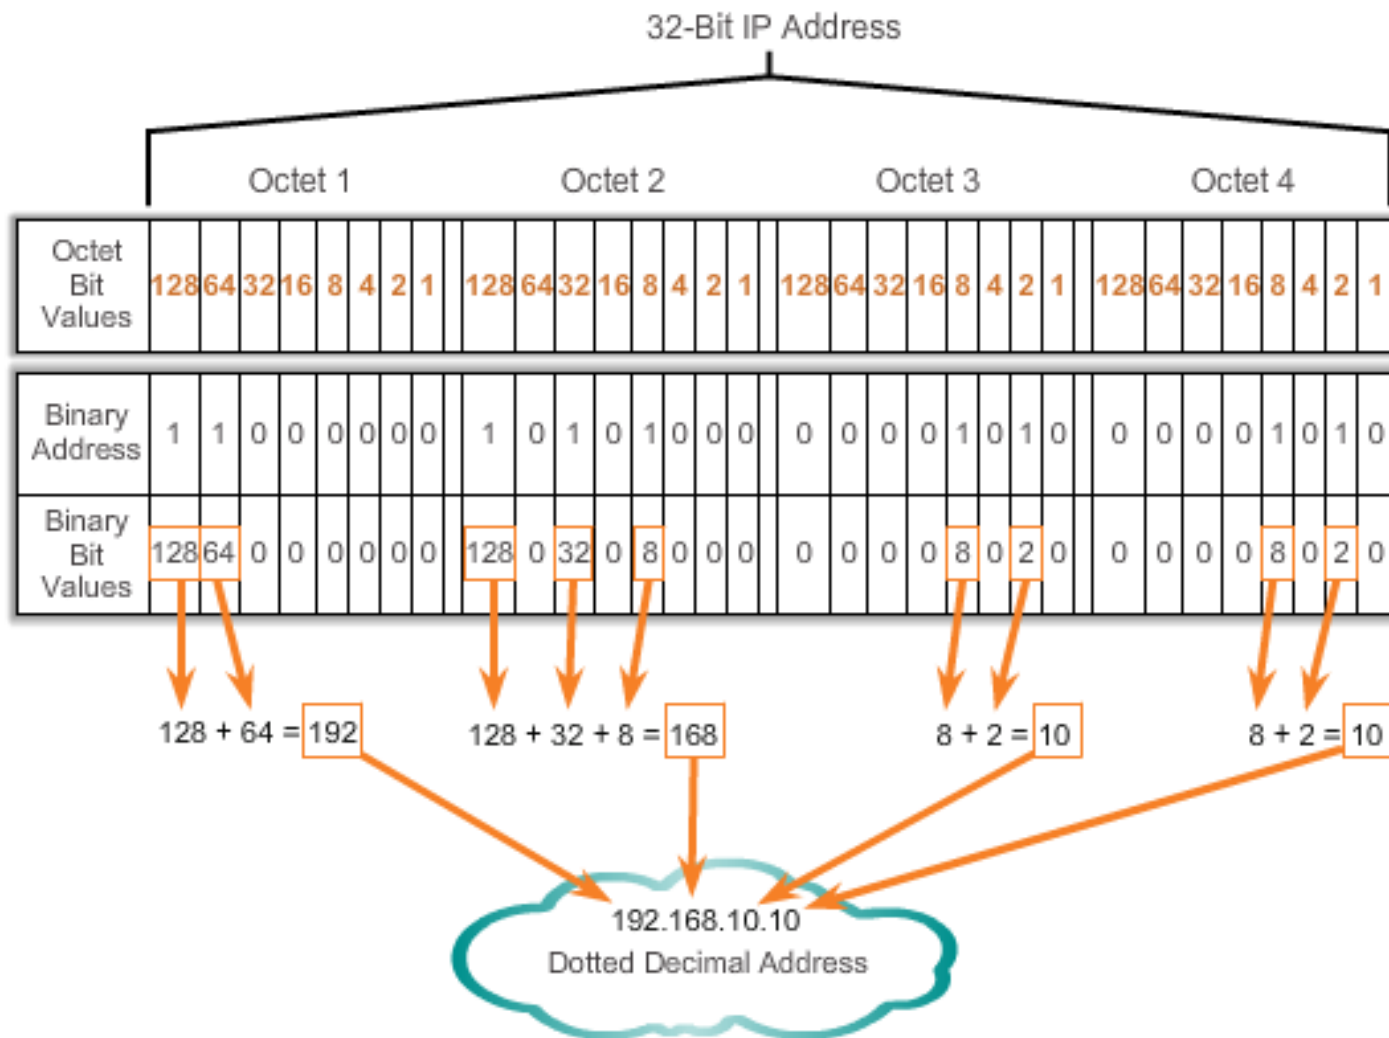 32-Bit IP Address
Octet 1 Octet 2 Octet 3 Octet 4
Octet
Bit
Values
128 64 32 16 8 4 2 1 128 64 32 16 8 4 2 1 128 64 32 16 8 4 2 1 128 64 32 16 8 4 2 1
Binary
Address
1 1 0 0 0 0 0 0 1 0 1 0 1 0 0 0 0 0 0 0 1 0 1 0 0 0 0 0 1 0 1 0
Binary
Bit
Values
128 64 0 0 0 0 0 0 128 0 32 0 8 0 0 0 0 0 0 0 8 0 2 0 0 0 0 0 8 0 2 0
128 + 64 = 192 128 + 32 + 8 = 168 8 + 2 = 10 8 + 2 = 10
192.168.10.10
Dotted Decimal Address